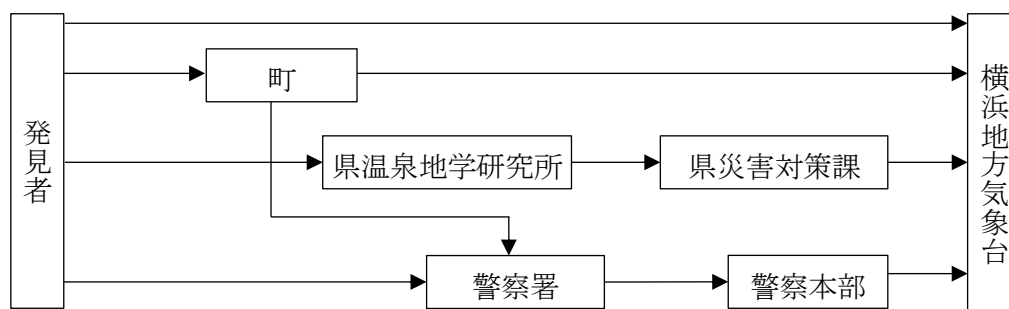 発見者
町
県温泉地学研究所
県災害対策課
警察署
警察本部
横浜地方気象台